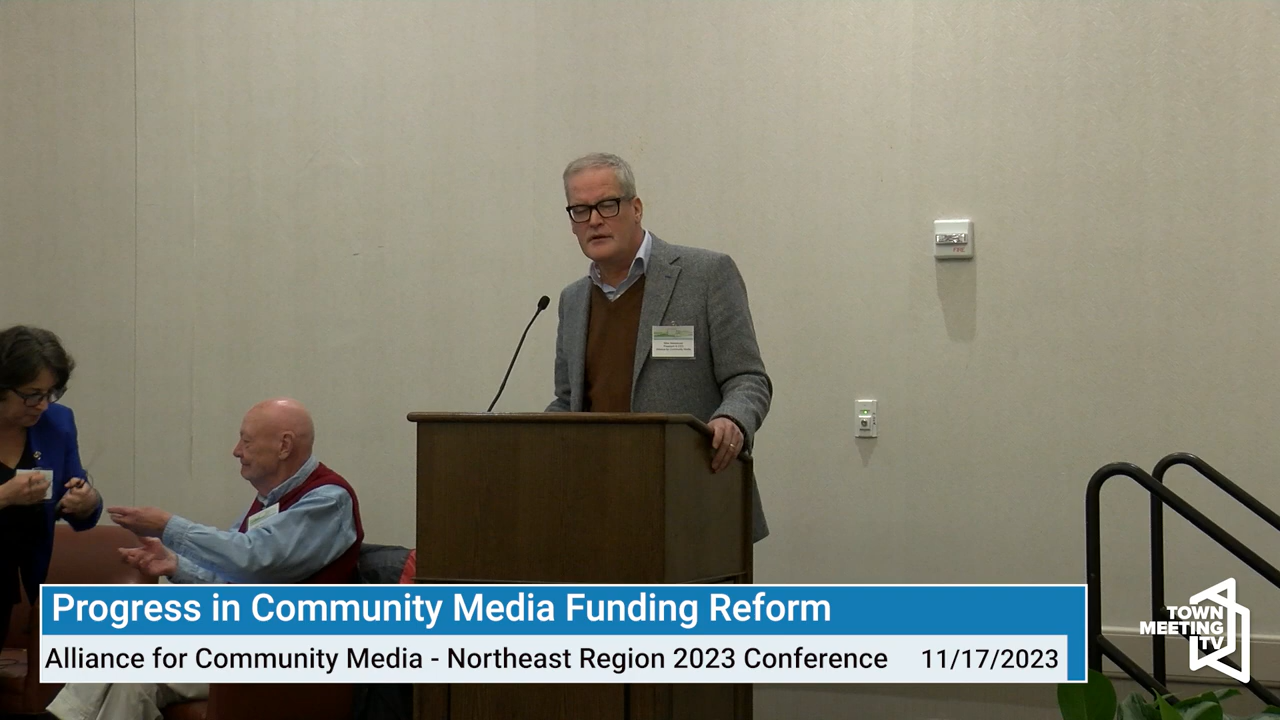 FIRE
Progress in Community Media Funding Reform
Alliance for Community Media - Northeast Region 2023 Conference 11/17/2023
TOWN
MEETING
TV